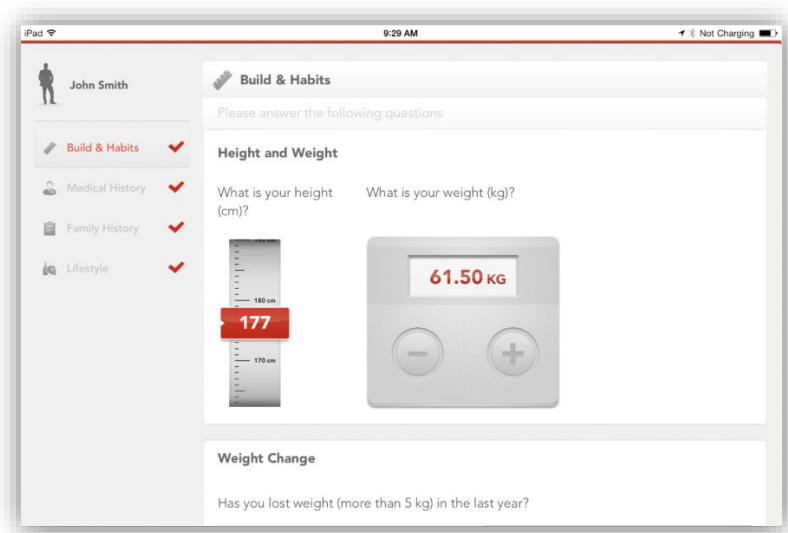 iPad
9:29 AM
Not Charging
John Smith
Build & Habits
Medical History
Family History
Lifestyle
Build & Habits
Please answer the following questions
Height and Weight
What is your height
(cm)?
What is your weight (kg)?
180 cm
177
170 cm
61.50 KG
Weight Change
Has you lost weight (more than 5 kg) in the last year?